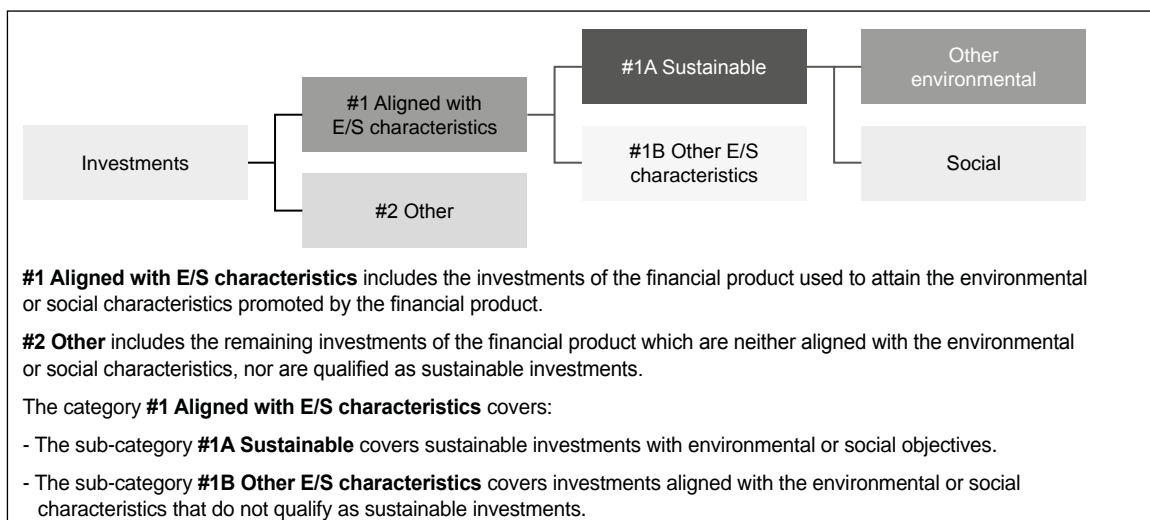 #1A Sustainable
Other
environmental
#1 Aligned with
E/S characteristics
Investments
#1B Other E/S
characteristics
Social
#2 Other
#1 Aligned with E/S characteristics includes the investments of the financial product used to attain the environmental
or social characteristics promoted by the financial product.
#2 Other includes the remaining investments of the financial product which are neither aligned with the environmental
or social characteristics, nor are qualified as sustainable investments.
The category #1 Aligned with E/S characteristics covers:
- The sub-category #1A Sustainable covers sustainable investments with environmental or social objectives.
- The sub-category #1B Other E/S characteristics covers investments aligned with the environmental or social
characteristics that do not qualify as sustainable investments.